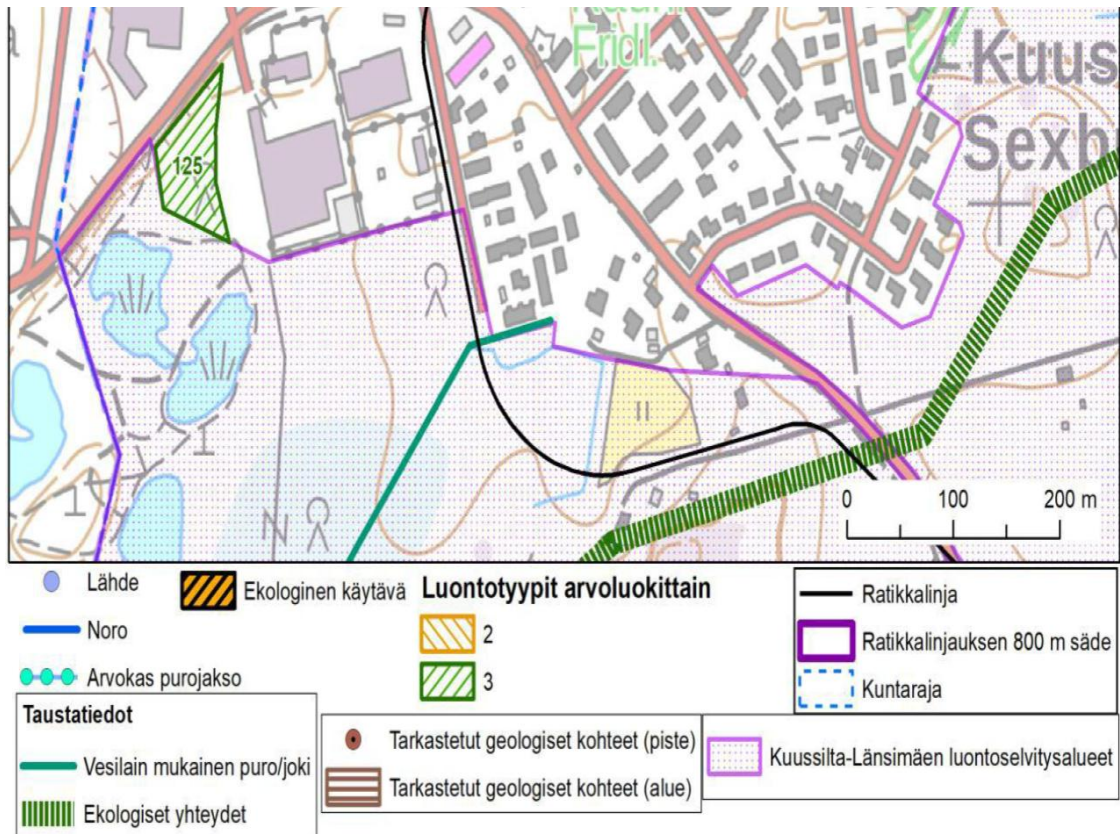 Fridl.
Kuus
Sexb
125
II
N
0 100 200 m
Lähde
Noro
Arvokas purojakso
Ekologinen käytävä
Luontotyypit arvoluokittain
2
3
Ratikkalinja
Ratikkalinjauksen 800 m säde
Kuntaraja
Taustatiedot
Vesilain mukainen puro/joki
Ekologiset yhteydet
Tarkastetut geologiset kohteet (piste)
Tarkastetut geologiset kohteet (alue)
Kuussilta-Länsimäen luontoselvitysalueet